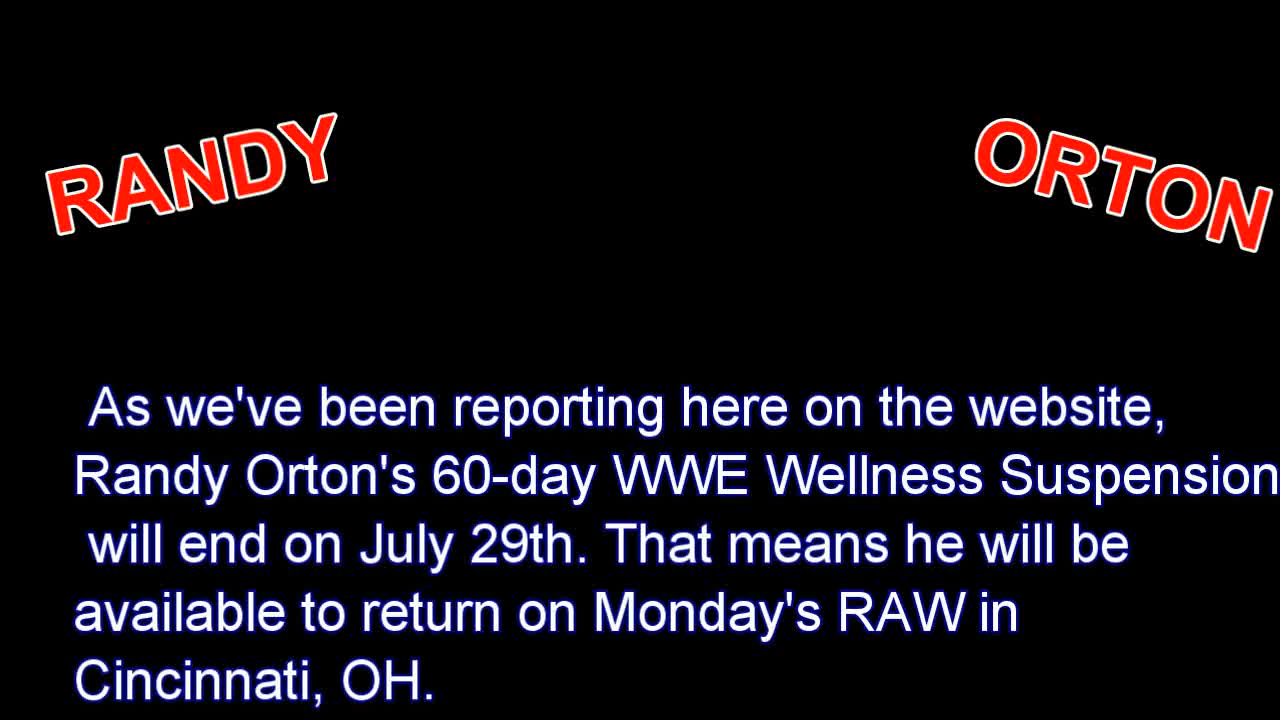 RANDY ORTON
As we've been reporting here on the website,
Randy Orton's 60-day WWE Wellness Suspension
will end on July 29th. That means he will be
available to return on Monday's RAW in
Cincinnati, OH.